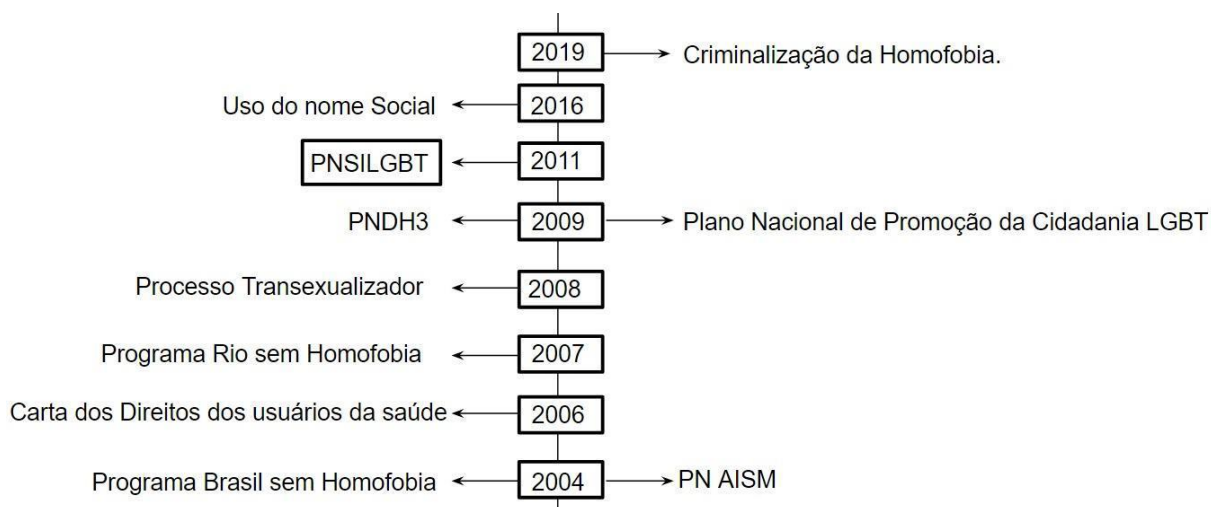 2019 Criminalização da Homofobia.
Uso do nome Social 2016
PNSILGBT 2011
PNDH3 2009 Plano Nacional de Promoção da Cidadania LGBT
Processo Transexualizador 2008
Programa Rio sem Homofobia 2007
Carta dos Direitos dos usuários da saúde 2006
Programa Brasil sem Homofobia 2004 PN AISM